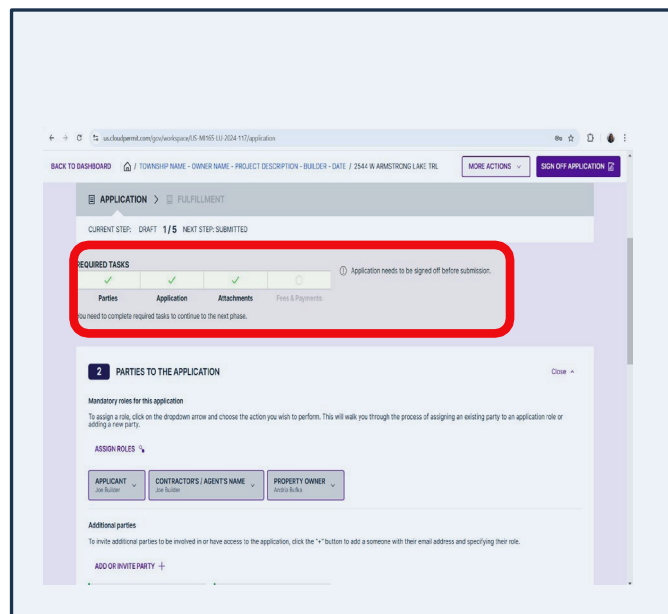 us.cloudpermit.com/gov/workspace/US-MI165-LU-2024-117/application
BACK TO DASHBOARD / TOWNSHIP NAME - OWNER NAME - PROJECT DESCRIPTION - BUILDER - DATE / 2544 W ARMSTRONG LAKE TRL MORE ACTIONS SIGN OFF APPLICATION
APPLICATION > FULFILLMENT
CURRENT STEP: DRAFT 1/5 NEXT STEP: SUBMITTED
REQUIRED TASKS
Application needs to be signed off before submission.
Parties Application Attachments Fees & Payments
You need to complete required tasks to continue to the next phase.
2 PARTIES TO THE APPLICATION Close
Mandatory roles for this application
To assign a role, click on the dropdown arrow and choose the action you wish to perform. This will walk you through the process of assigning an existing party to an application role or
adding a new party.
ASSIGN ROLES
APPLICANT CONTRACTOR'S / AGENT'S NAME PROPERTY OWNER
Joe Builder Joe Builder Andria Bufka
Additional parties
To invite additional parties to be involved in or have access to the application, click the "+" button to add a someone with their email address and specifying their role.
ADD OR INVITE PARTY +